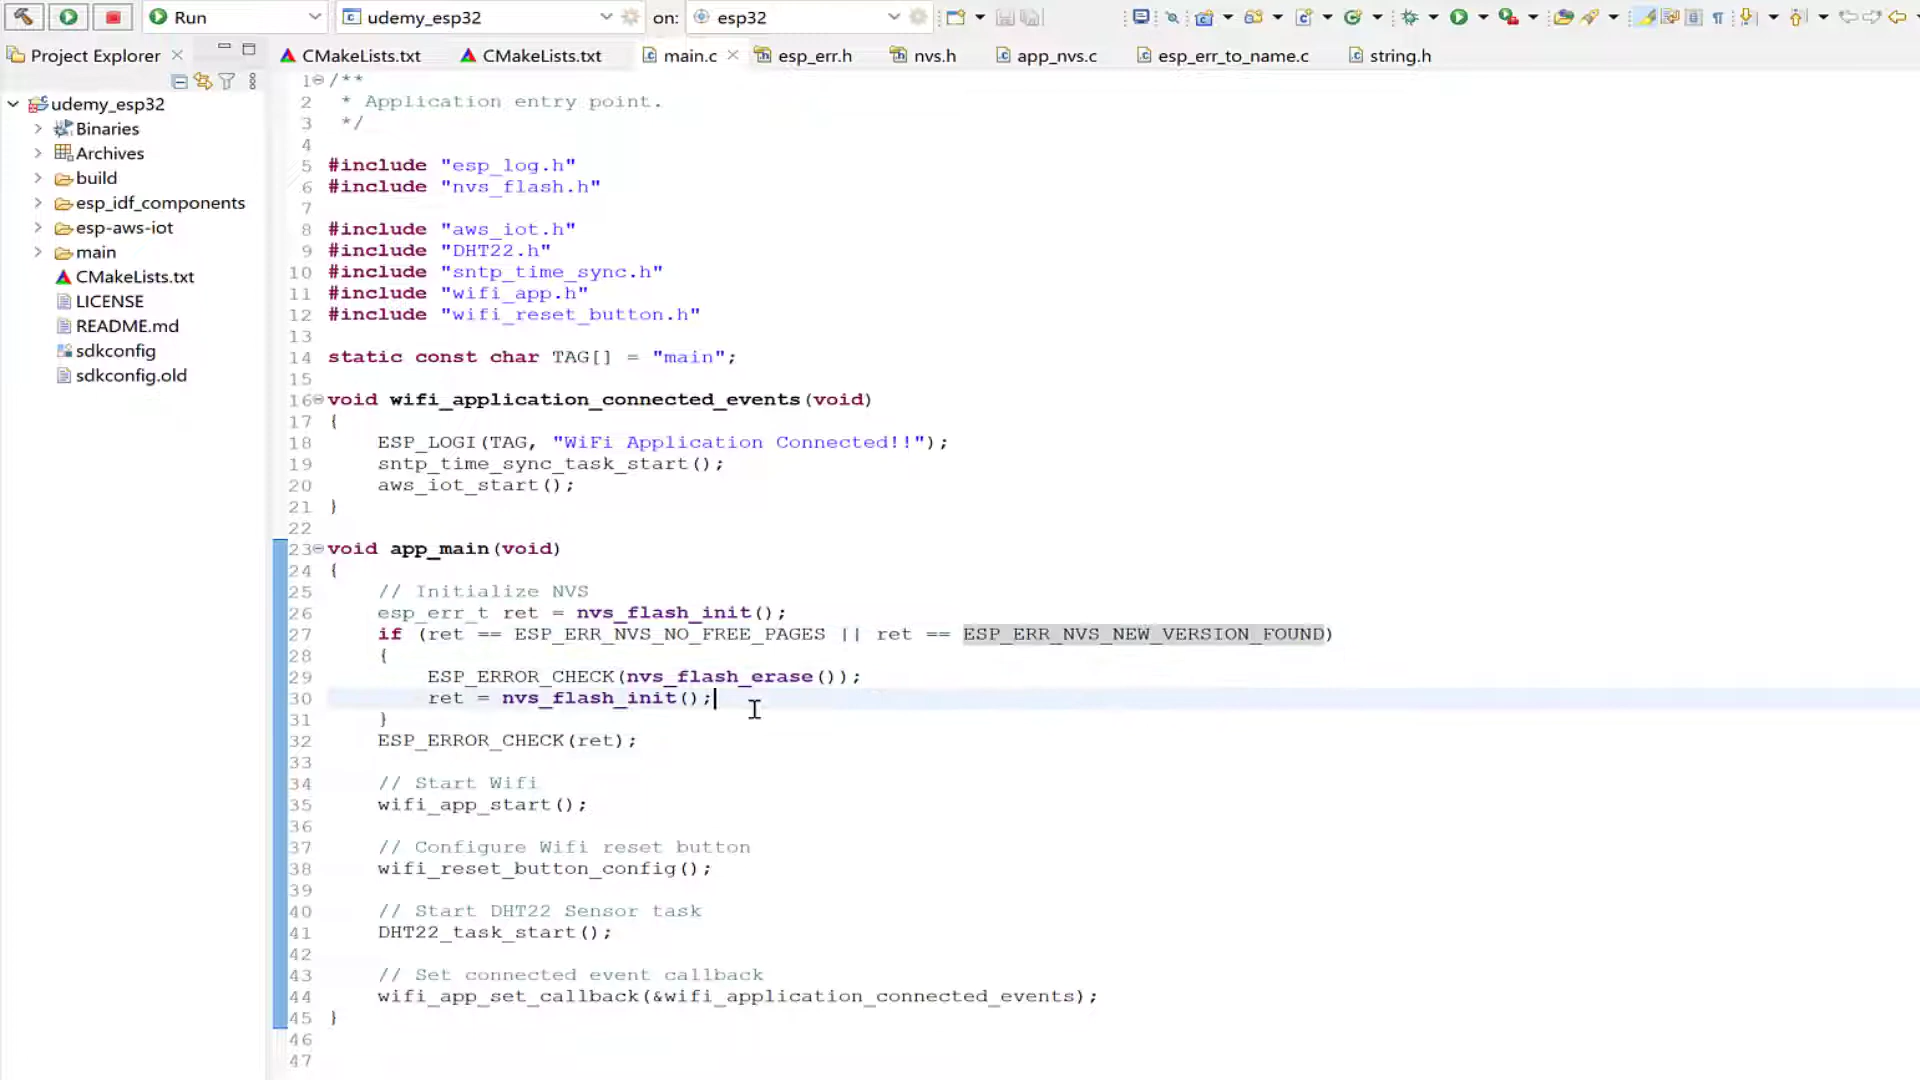 Run
udemy_esp32
on:
esp32
Project Explorer
CMakeLists.txt
CMakeLists.txt
main.c
esp_err.h
nvs.h
app_nvs.c
esp_err_to_name.c
string.h
udemy_esp32
Binaries
Archives
build
esp_idf_components
esp-aws-iot
main
CMakeLists.txt
LICENSE
README.md
sdkconfig
sdkconfig.old
1 /**
2  * Application entry point.
3  */
4
5 #include "esp_log.h"
6 #include "nvs_flash.h"
7
8 #include "aws_iot.h"
9 #include "DHT22.h"
10 #include "sntp_time_sync.h"
11 #include "wifi_app.h"
12 #include "wifi_reset_button.h"
13
14 static const char TAG[] = "main";
15
16 void wifi_application_connected_events(void)
17 {
18     ESP_LOGI(TAG, "WiFi Application Connected!!");
19     sntp_time_sync_task_start();
20     aws_iot_start();
21 }
22
23 void app_main(void)
24 {
25     // Initialize NVS
26     esp_err_t ret = nvs_flash_init();
27     if (ret == ESP_ERR_NVS_NO_FREE_PAGES || ret == ESP_ERR_NVS_NEW_VERSION_FOUND)
28     {
29         ESP_ERROR_CHECK(nvs_flash_erase());
30         ret = nvs_flash_init();
31     }
32     ESP_ERROR_CHECK(ret);
33
34     // Start Wifi
35     wifi_app_start();
36
37     // Configure Wifi reset button
38     wifi_reset_button_config();
39
40     // Start DHT22 Sensor task
41     DHT22_task_start();
42
43     // Set connected event callback
44     wifi_app_set_callback(&wifi_application_connected_events);
45 }
46
47